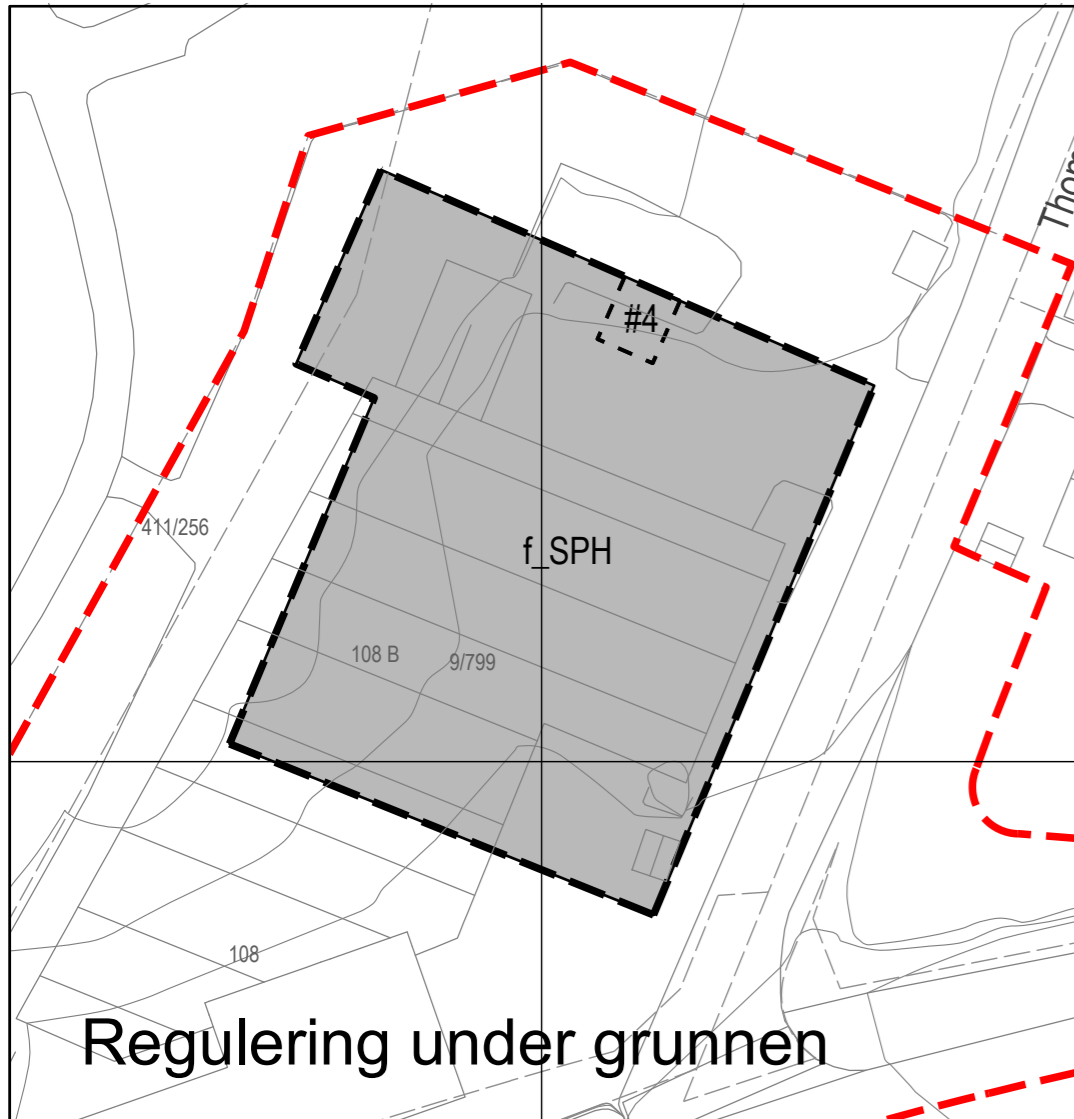 Thom
#4
411/256
f_SPH
108 B
9/799
108
Regulering under grunnen